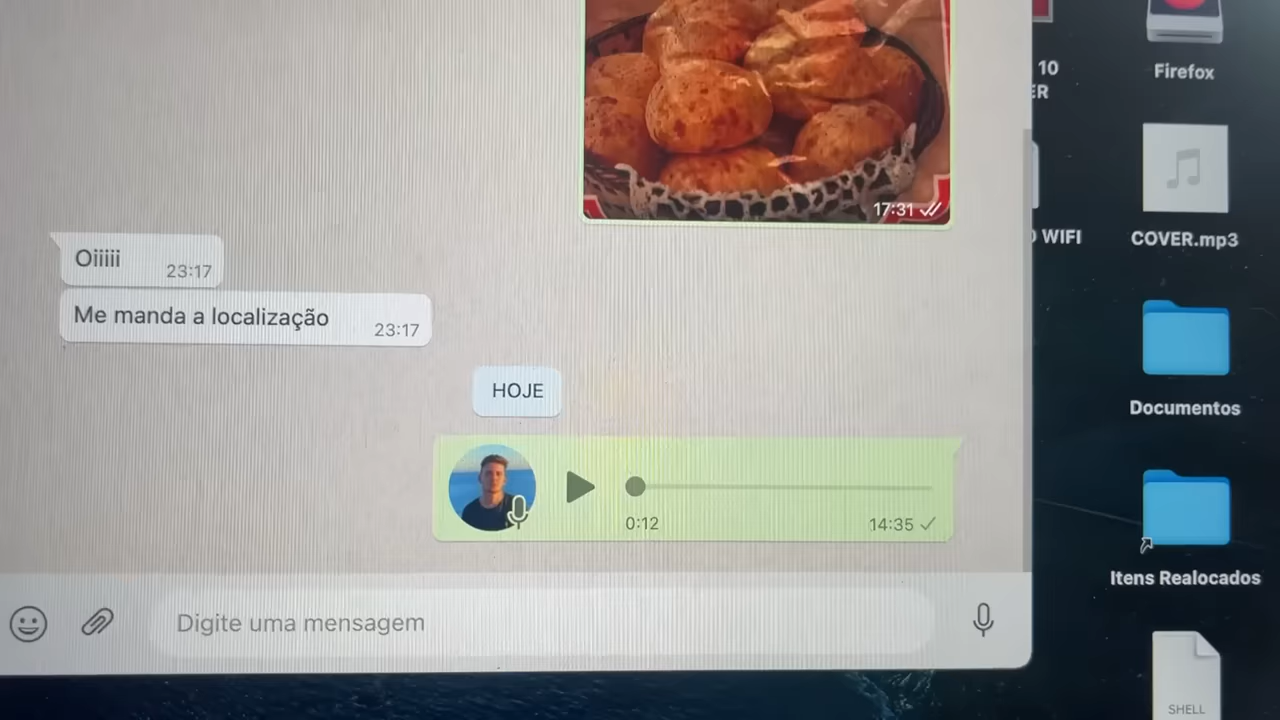 17:31
Oiiiii
23:17
Me manda a localização
23:17
HOJE
0:12
14:35
Digite uma mensagem
10
ER
Firefox
WIFI
COVER.mp3
Documentos
Itens Realocados
SHELL